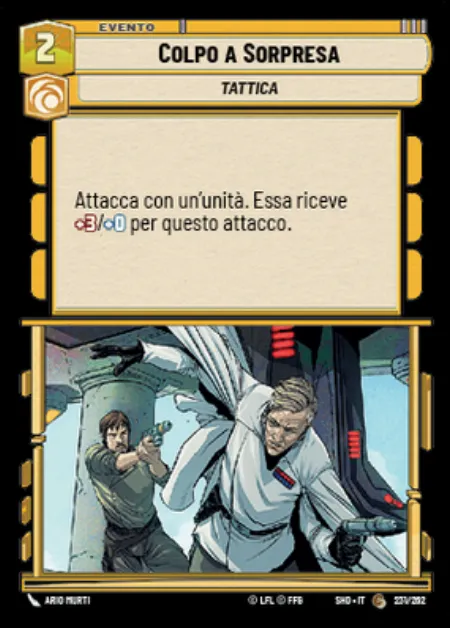 EVENTO
2
COLPO A SORPRESA
TATTICA
Attacca con un'unità. Essa riceve
+3/+0 per questo attacco.
ARIO MURTI
© LFL © FFG
SHD • IT
231/262